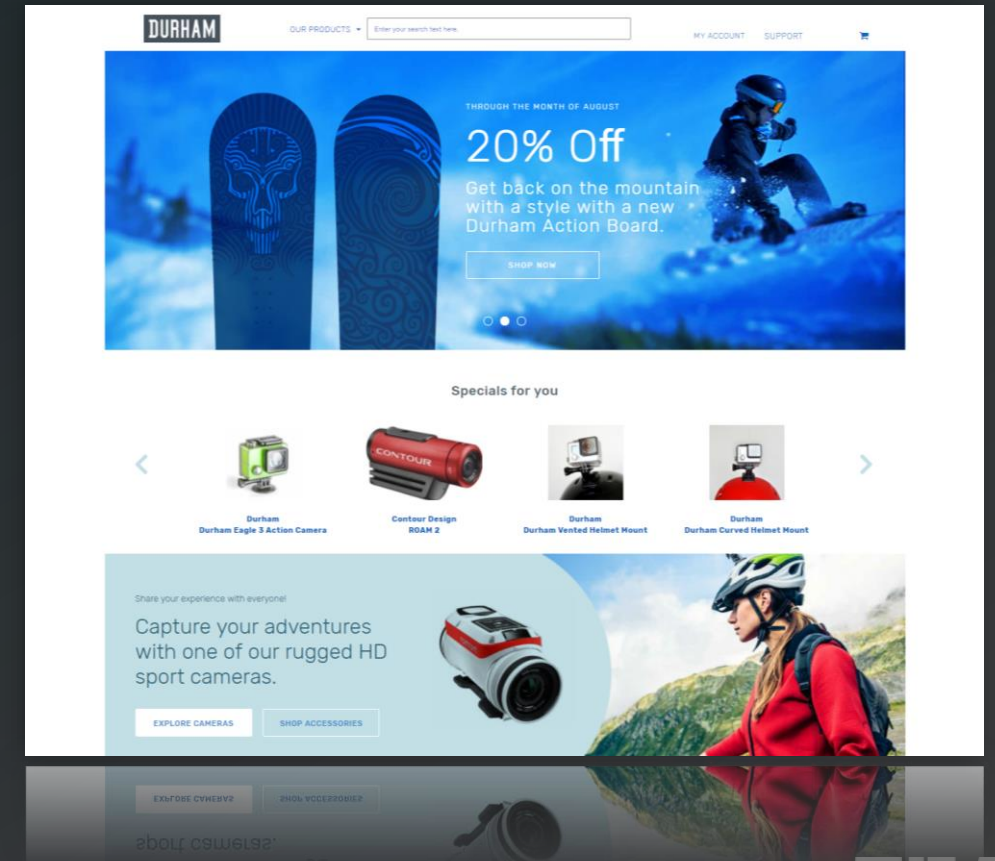 DURHAM
OUR PRODUCTS
Enter your search text here.
MY ACCOUNT
SUPPORT
THROUGH THE MONTH OF AUGUST
20% Off
Get back on the mountain
with a style with a new
Durham Action Board.
SHOP NOW
Specials for you
CONTOUR
Durham
Durham Eagle 3 Action Camera
Contour Design
ROAM 2
Durham
Durham Vented Helmet Mount
Durham
Durham Curved Helmet Mount
Share your experience with everyone!
Capture your adventures
with one of our rugged HD
sport cameras.
EXPLORE CAMERAS
SHOP ACCESSORIES